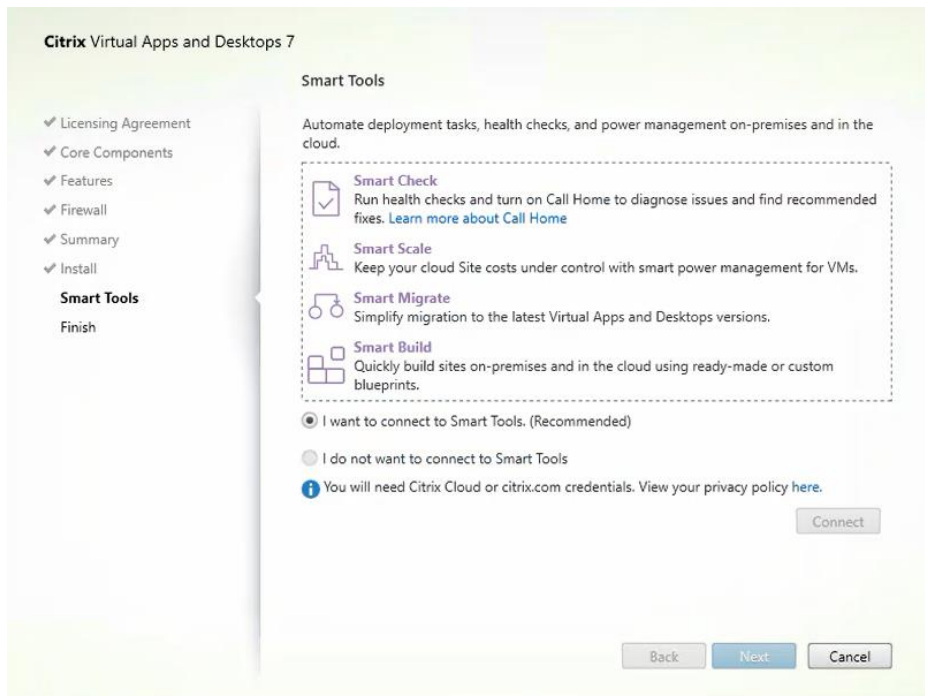 Citrix Virtual Apps and Desktops 7
Smart Tools
Licensing Agreement
Core Components
Features
Firewall
Summary
Install
Smart Tools
Finish
Automate deployment tasks, health checks, and power management on-premises and in the
cloud.
Smart Check
Run health checks and turn on Call Home to diagnose issues and find recommended
fixes. Learn more about Call Home
Smart Scale
Keep your cloud Site costs under control with smart power management for VMs.
Smart Migrate
Simplify migration to the latest Virtual Apps and Desktops versions.
Smart Build
Quickly build sites on-premises and in the cloud using ready-made or custom
blueprints.
I want to connect to Smart Tools. (Recommended)
I do not want to connect to Smart Tools
You will need Citrix Cloud or citrix.com credentials. View your privacy policy here.
Connect
Back Next Cancel